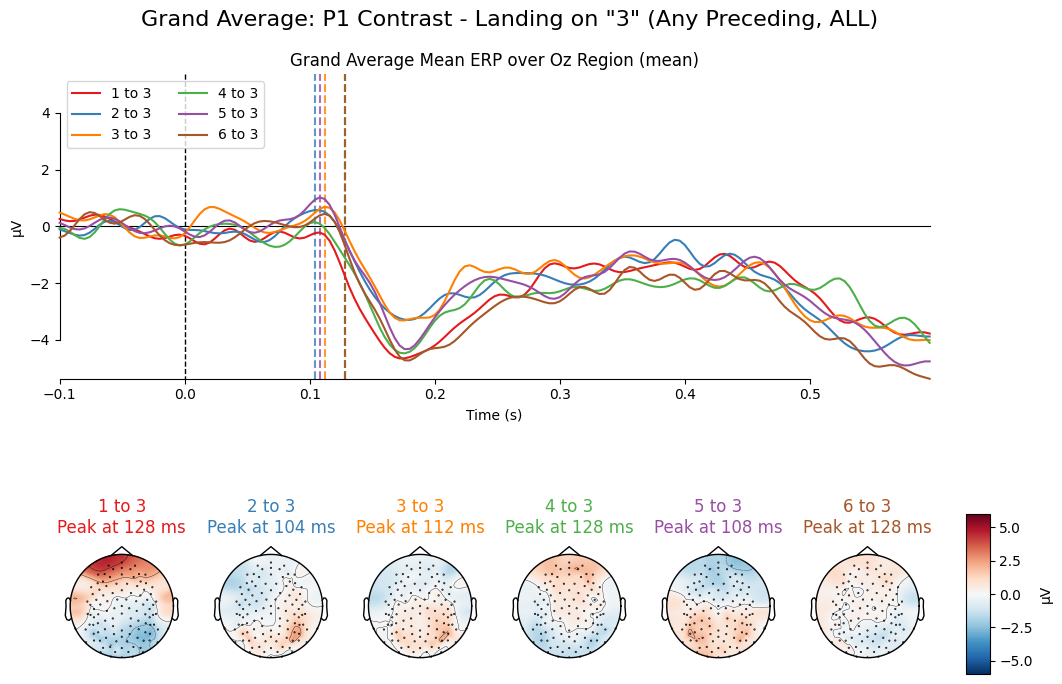 Grand Average: P1 Contrast - Landing on "3" (Any Preceding, ALL)
Grand Average Mean ERP over Oz Region (mean)
1 to 3
2 to 3
3 to 3
4 to 3
5 to 3
6 to 3
4
2
0
−2
−4
µV
−0.1 0.0 0.1 0.2 0.3 0.4 0.5
Time (s)
1 to 3 2 to 3 3 to 3 4 to 3 5 to 3 6 to 3
Peak at 128 ms Peak at 104 ms Peak at 112 ms Peak at 128 ms Peak at 108 ms Peak at 128 ms
5.0
2.5
0.0
−2.5
−5.0
µV